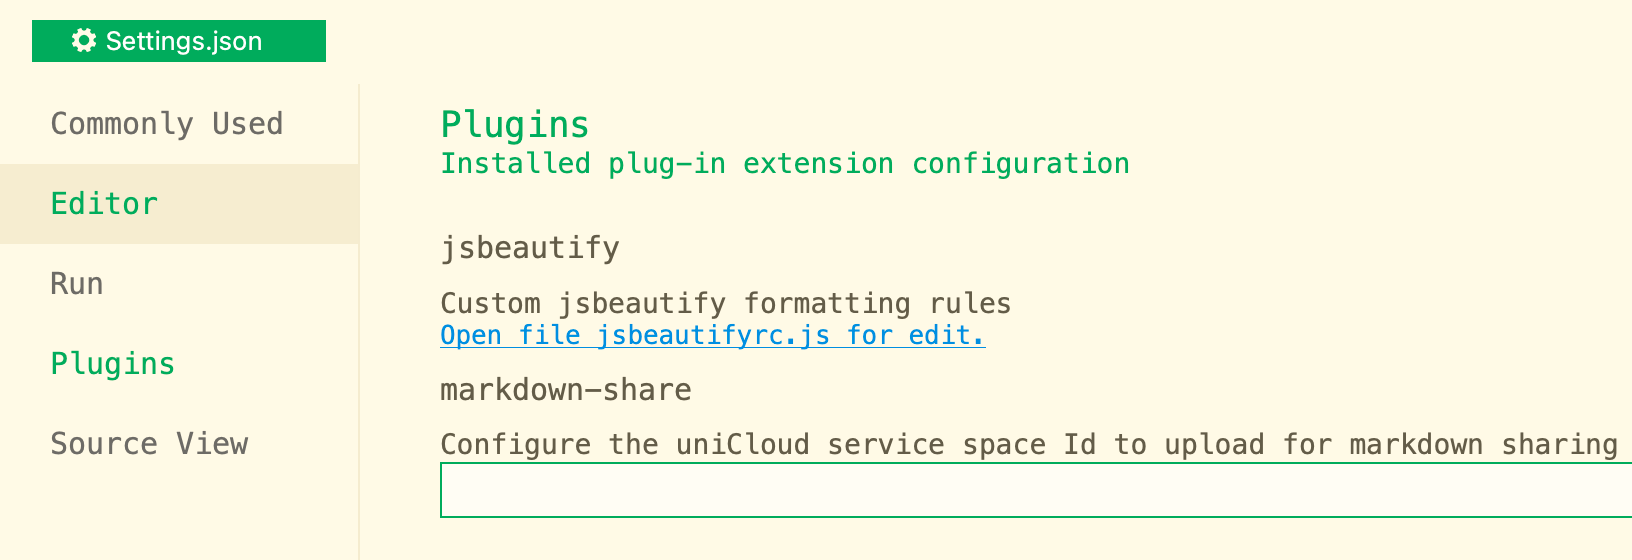 Settings.json
Commonly Used
Editor
Run
Plugins
Source View
Plugins
Installed plug-in extension configuration
jsbeautify
Custom jsbeautify formatting rules
Open file jsbeautifyrc.js for edit.
markdown-share
Configure the uniCloud service space Id to upload for markdown sharing